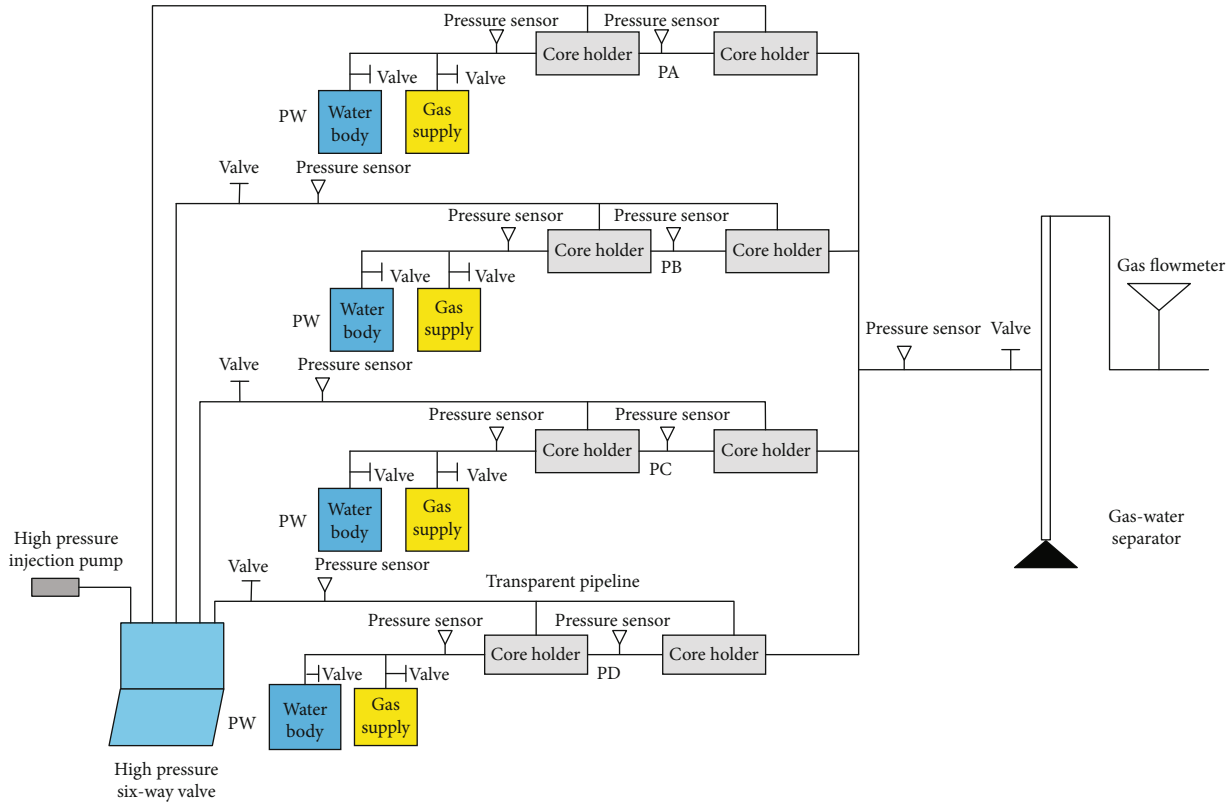 Pressure sensor
Pressure sensor
Core holder
Core holder
PA
Valve
Valve
PW
Water
body
Gas
supply
Valve
Pressure sensor
Pressure sensor
Pressure sensor
Core holder
Core holder
PB
Valve
Valve
PW
Water
body
Gas
supply
Gas flowmeter
Pressure sensor
Valve
Valve
Pressure sensor
Pressure sensor
Pressure sensor
Core holder
Core holder
PC
Valve
Valve
PW
Water
body
Gas
supply
Gas-water
separator
High pressure
injection pump
Valve
Pressure sensor
Transparent pipeline
Pressure sensor
Pressure sensor
Core holder
Core holder
PD
Valve
Valve
PW
Water
body
Gas
supply
High pressure
six-way valve